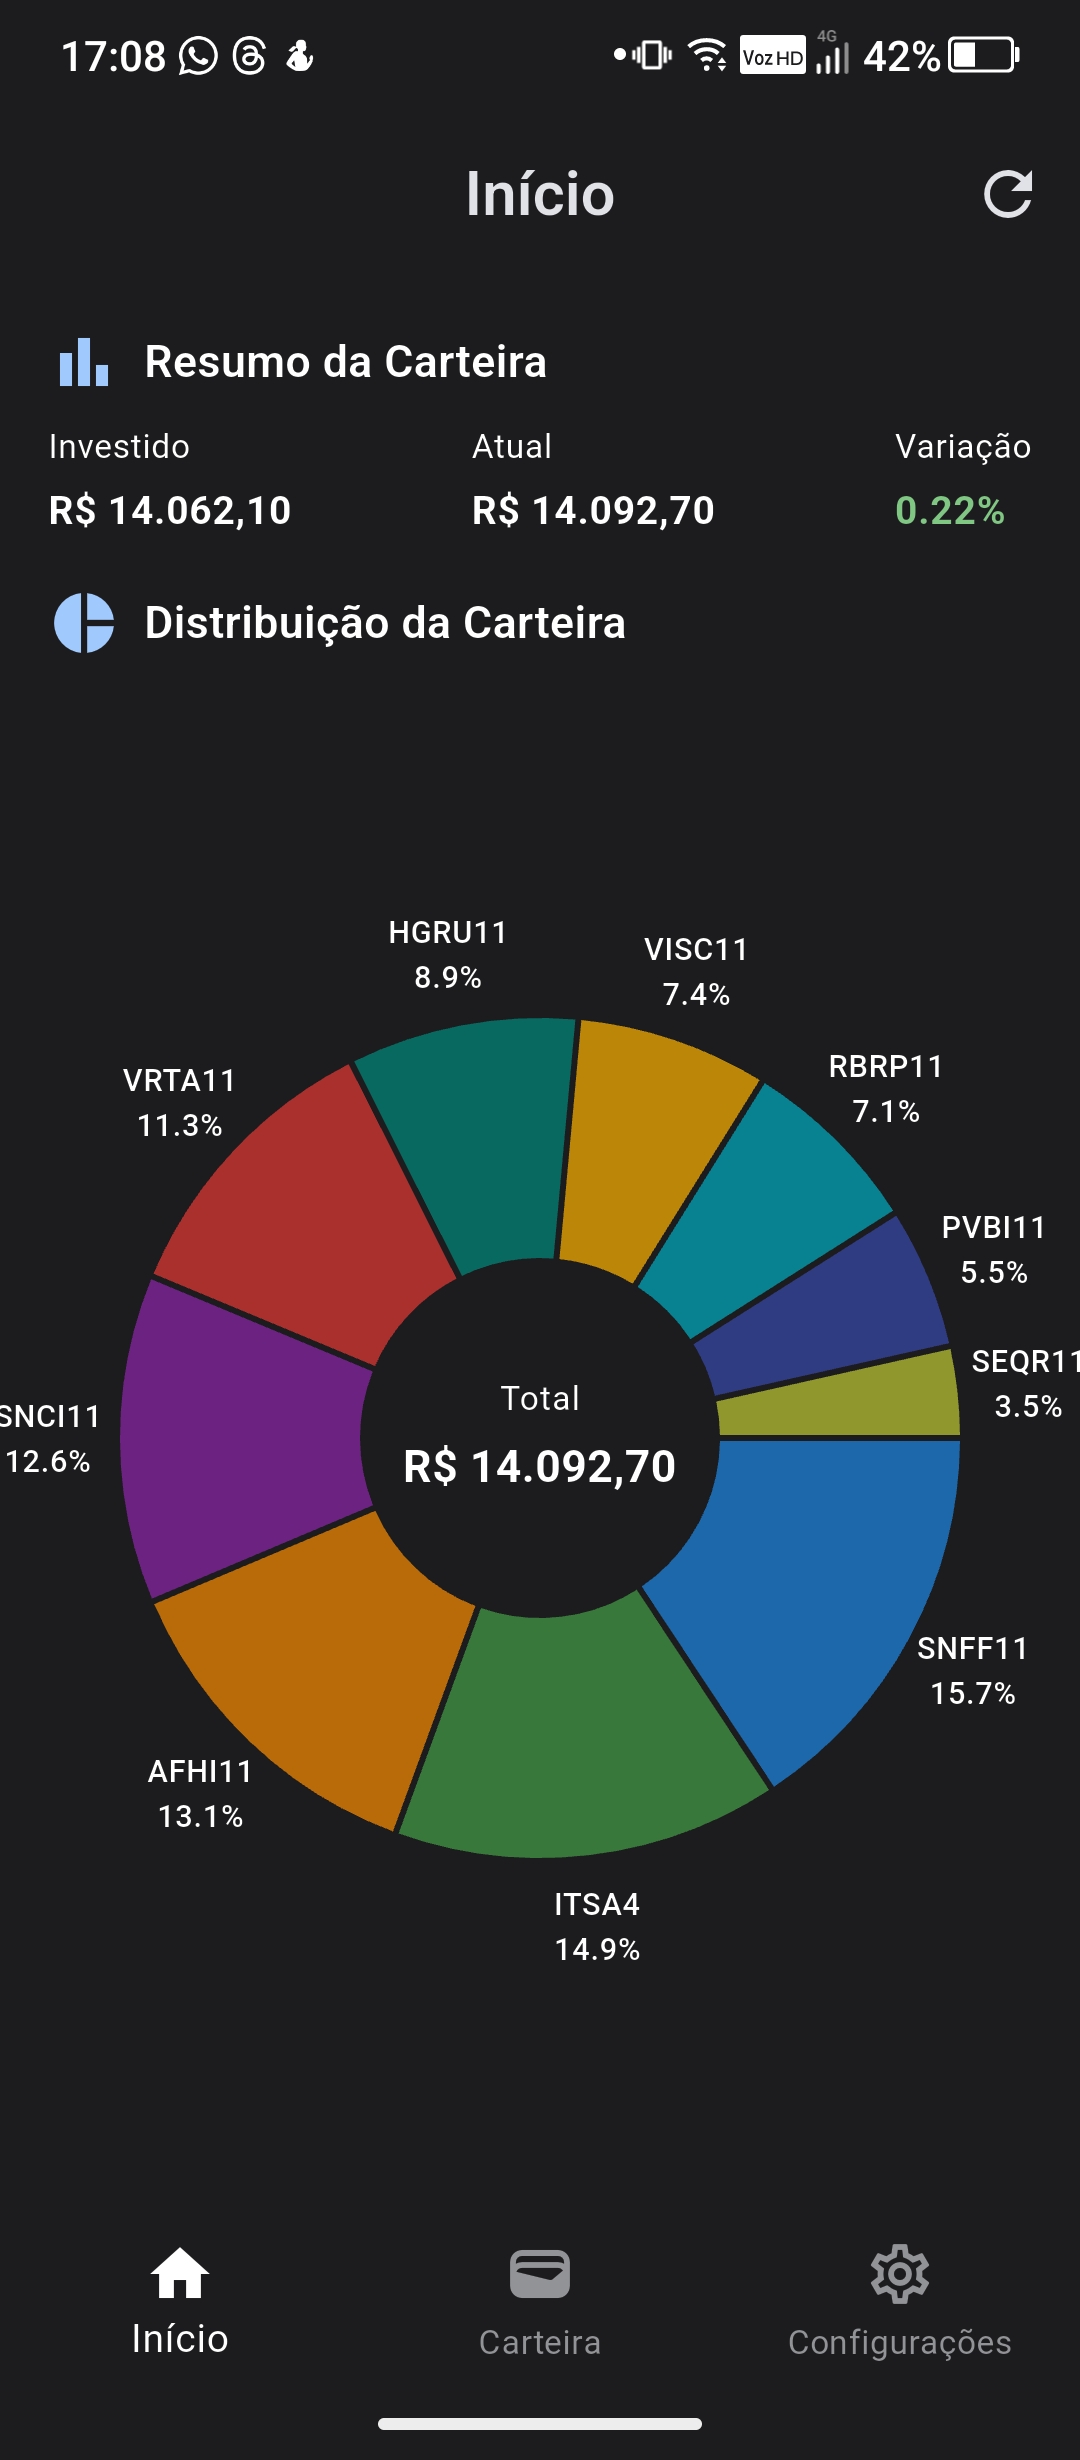 17:08
Voz HD
4G
42%
Início
Resumo da Carteira
Investido
Atual
Variação
R$ 14.062,10
R$ 14.092,70
0.22%
Distribuição da Carteira
HGRU11
8.9%
VISC11
7.4%
RBRP11
7.1%
VRTA11
11.3%
PVBI11
5.5%
SEQR11
3.5%
Total
R$ 14.092,70
SNCI11
12.6%
SNFF11
15.7%
AFHI11
13.1%
ITSA4
14.9%
Início
Carteira
Configurações